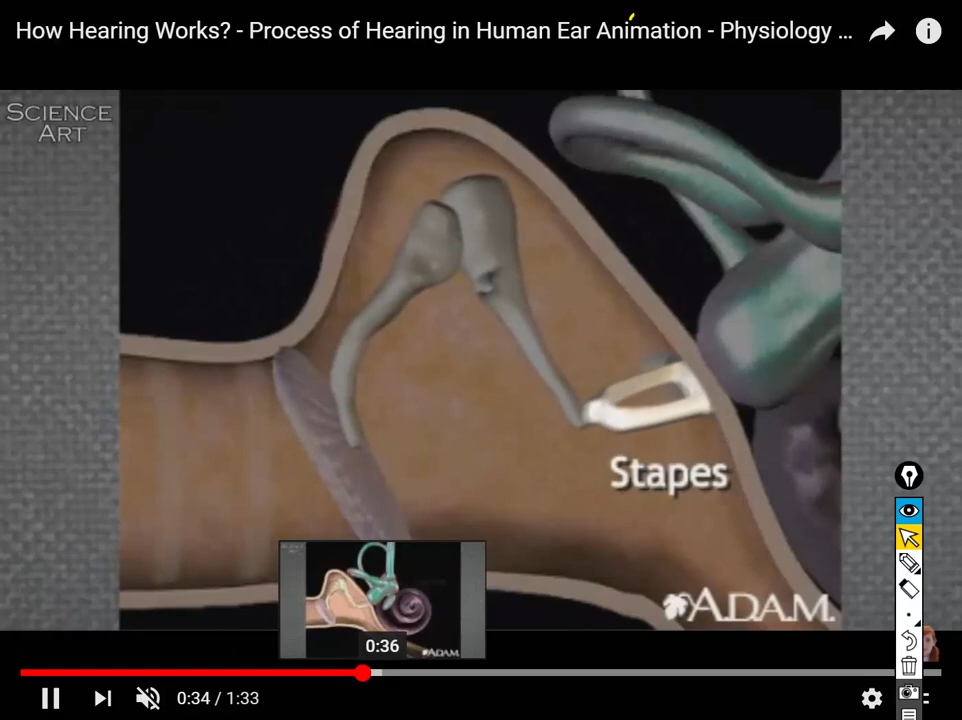 How Hearing Works? - Process of Hearing in Human Ear Animation - Physiology ...
SCIENCE
ART
Stapes
A.D.A.M.
0:36
A.D.A.M.
0:34 / 1:33